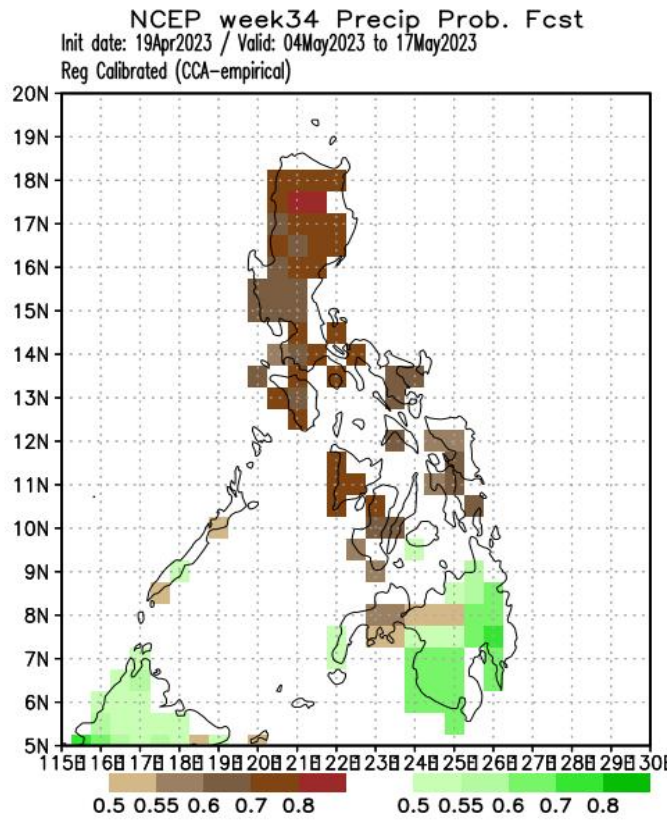 NCEP week34 Precip Prob. Fcst
Init date: 19Apr2023 / Valid: 04May2023 to 17May2023
Reg Calibrated (CCA-empirical)
20N
19N
18N
17N
16N
15N
14N
13N
12N
11N
10N
9N
8N
7N
6N
5N
115E 116E 117E 118E 119E 120E 121E 122E 123E 124E 125E 126E 127E 128E 129E 130E
0.5 0.55 0.6 0.7 0.8 0.5 0.55 0.6 0.7 0.8